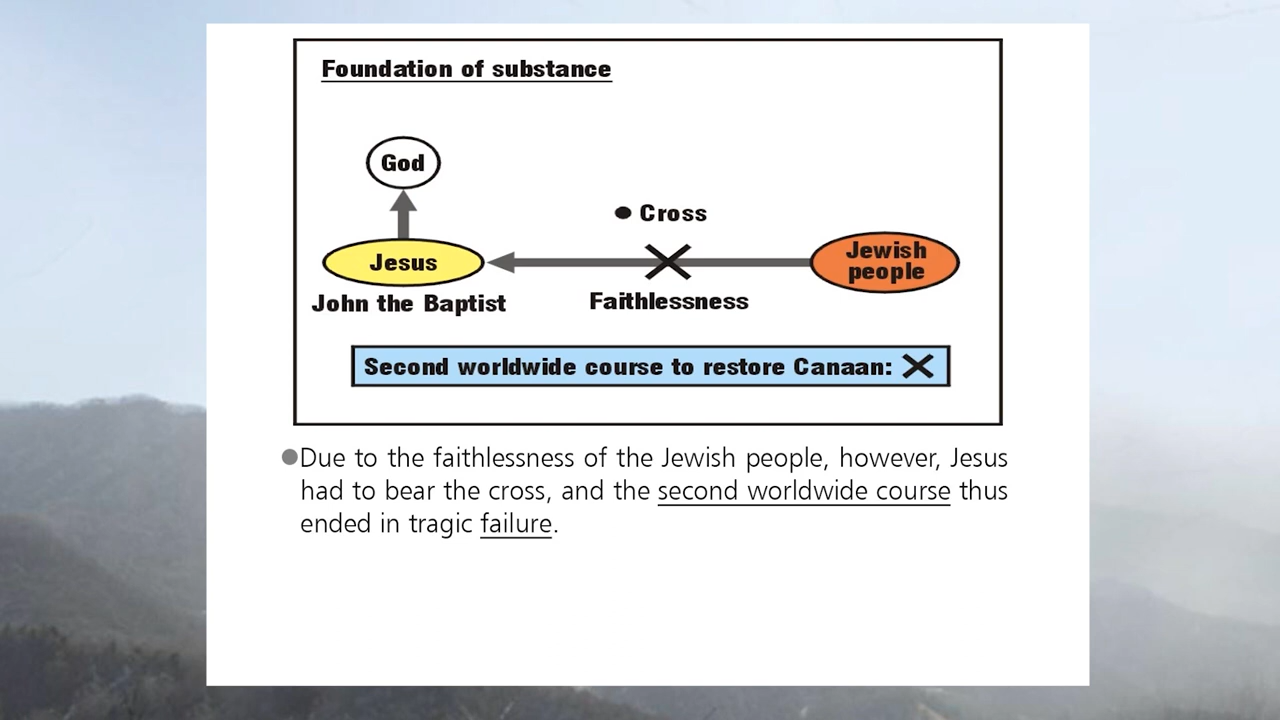 Foundation of substance
God
● Cross
Jesus
Jewish
people
John the Baptist
Faithlessness
Second worldwide course to restore Canaan: ✕
●Due to the faithlessness of the Jewish people, however, Jesus
had to bear the cross, and the second worldwide course thus
ended in tragic failure.